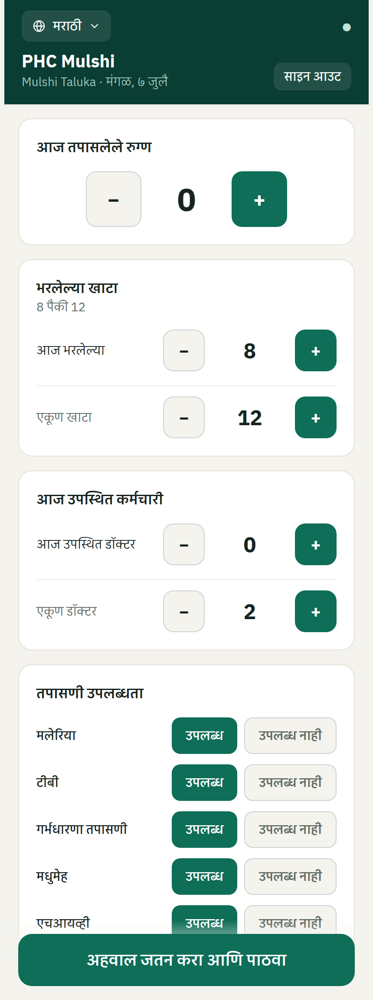 मराठी
PHC Mulshi
Mulshi Taluka · मंगळ, ७ जुलै
साइन आउट
आज तपासलेले रुग्ण
− 0 +
भरलेल्या खाटा
8 पैकी 12
आज भरलेल्या − 8 +
एकूण खाटा − 12 +
आज उपस्थित कर्मचारी
आज उपस्थित डॉक्टर − 0 +
एकूण डॉक्टर − 2 +
तपासणी उपलब्धता
मलेरिया उपलब्ध उपलब्ध नाही
टीबी उपलब्ध उपलब्ध नाही
गर्भधारणा तपासणी उपलब्ध उपलब्ध नाही
मधुमेह उपलब्ध उपलब्ध नाही
एचआयव्ही उपलब्ध उपलब्ध नाही
अहवाल जतन करा आणि पाठवा